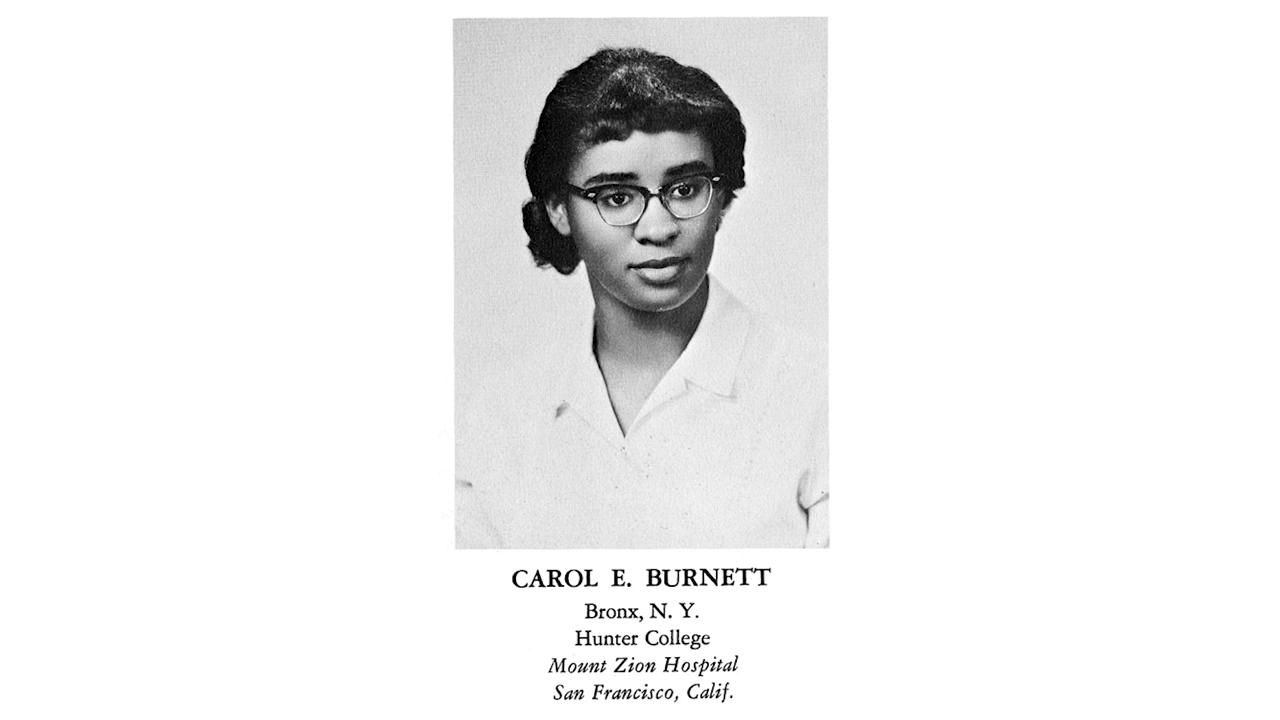 CAROL E. BURNETT
Bronx, N. Y.
Hunter College
Mount Zion Hospital
San Francisco, Calif.